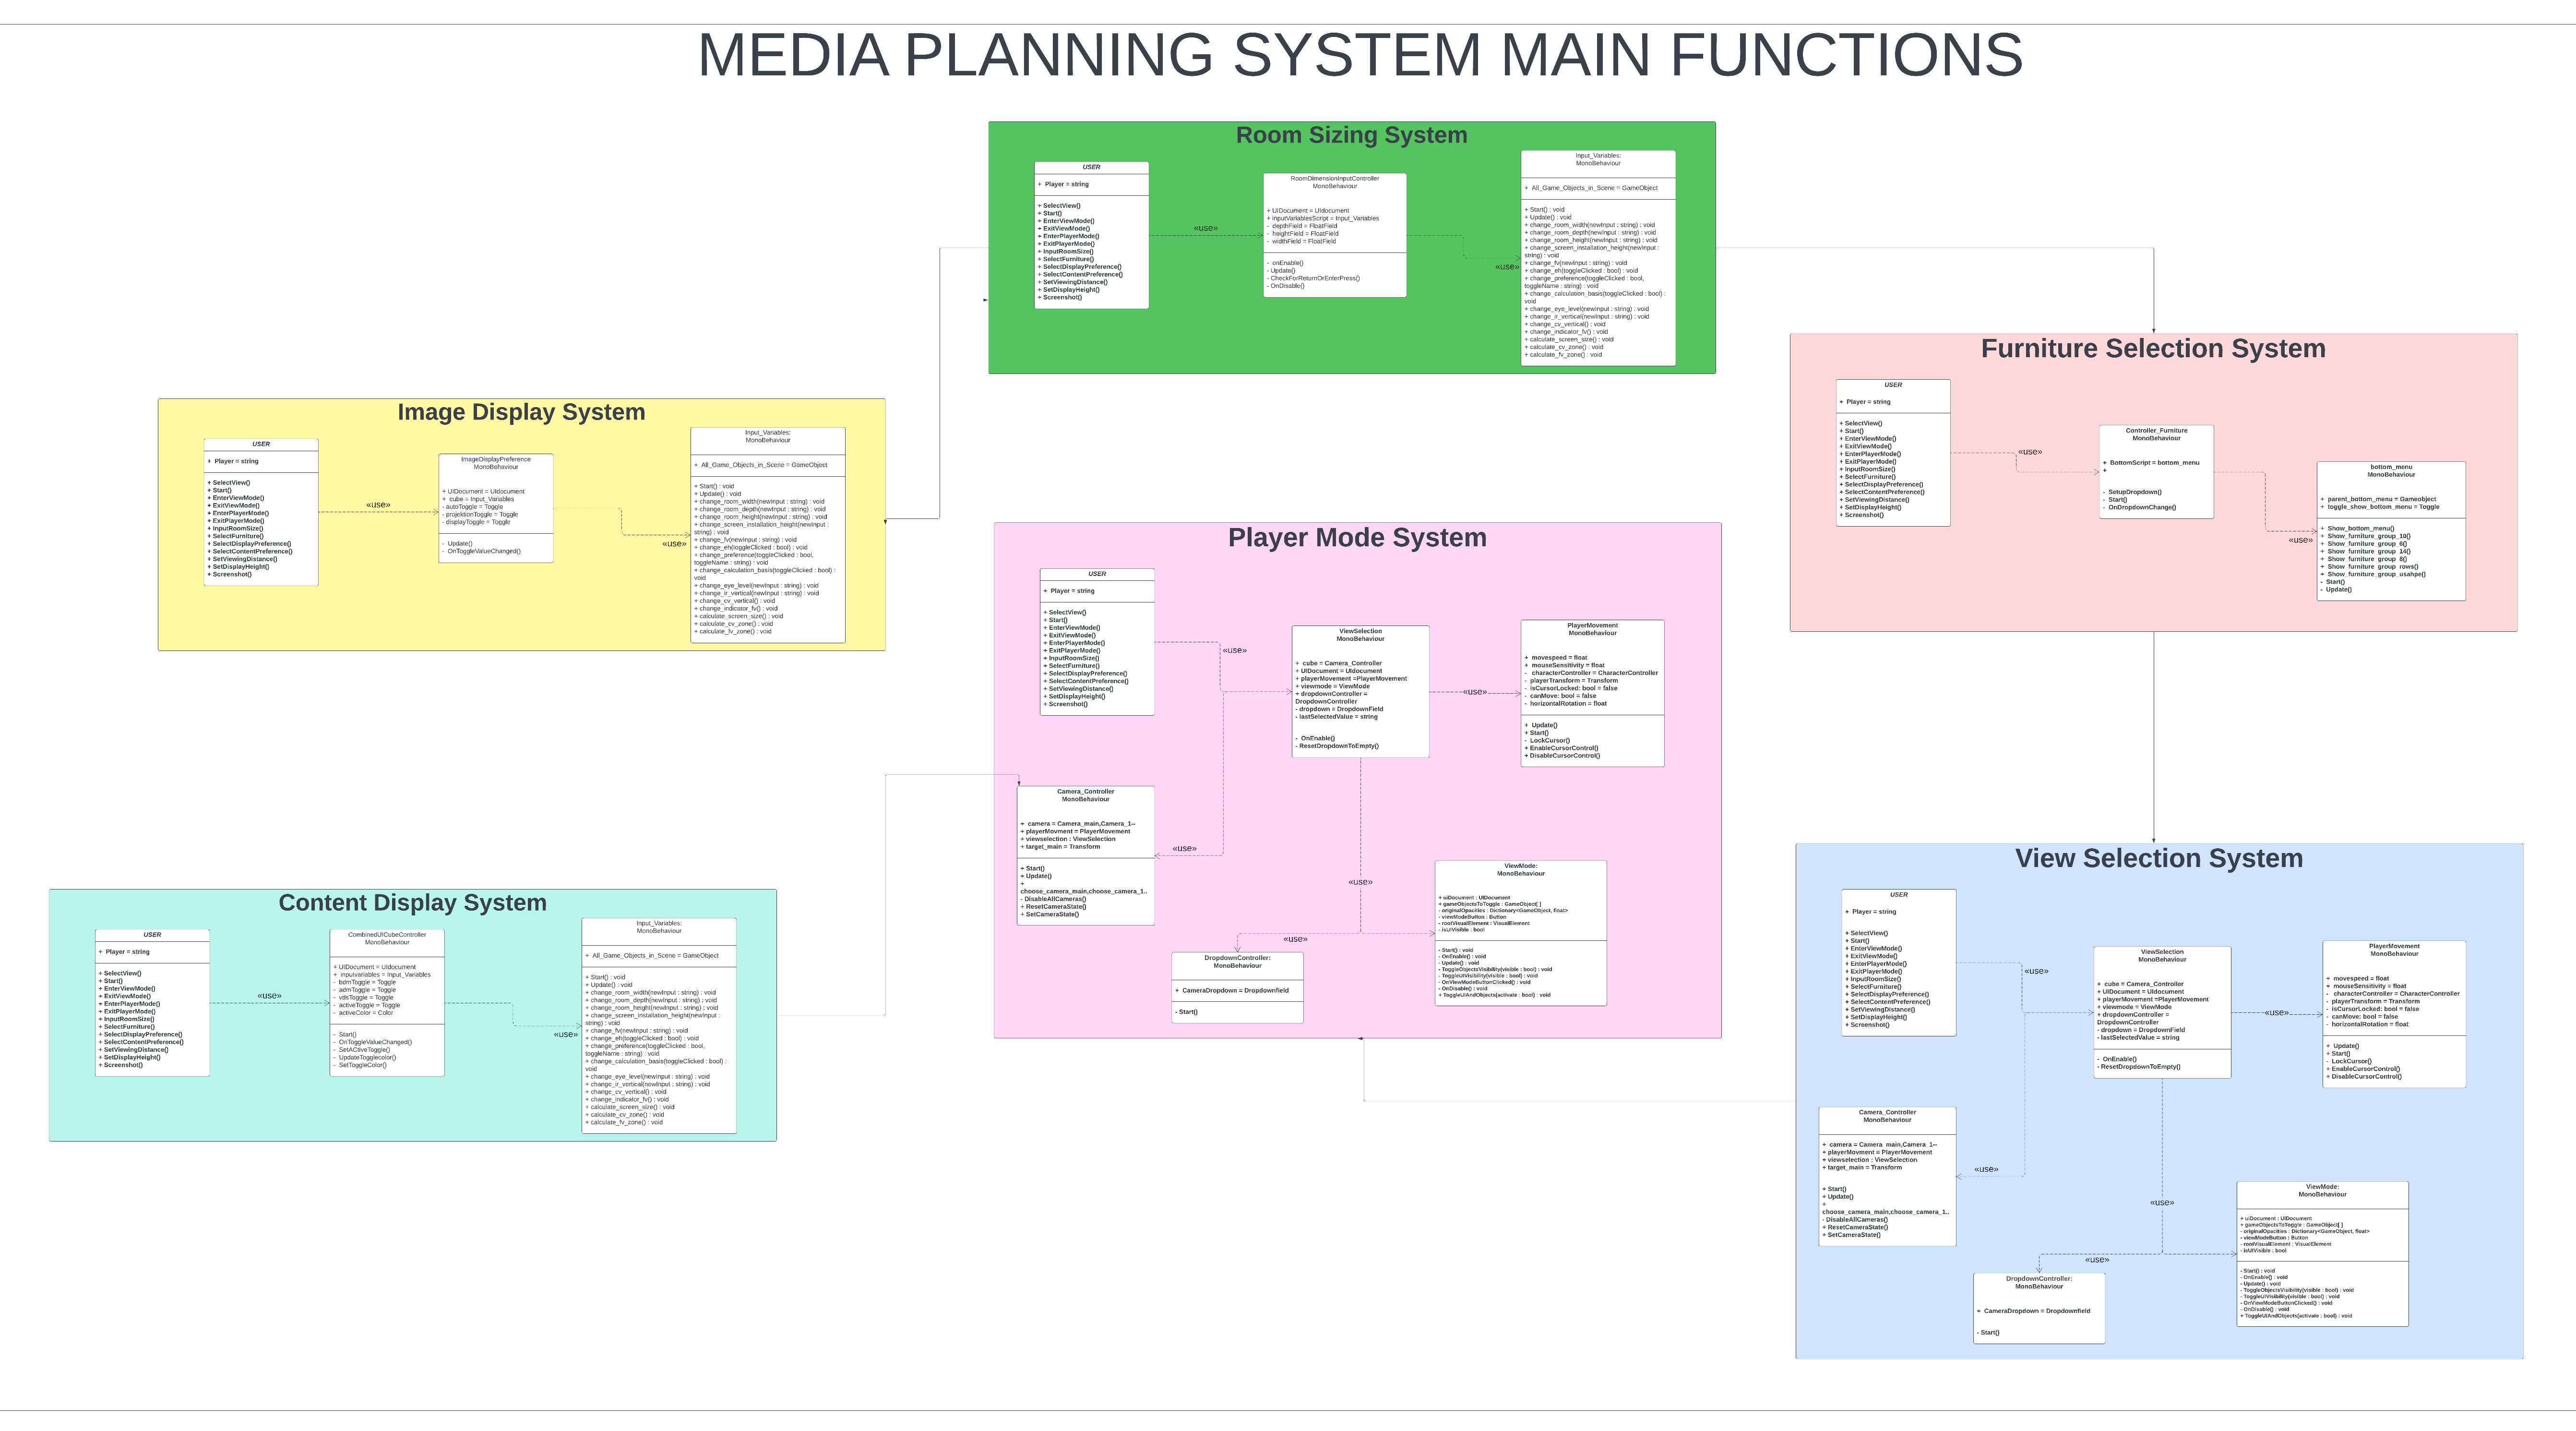 MEDIA PLANNING SYSTEM MAIN FUNCTIONS
Room Sizing System
USER
+ Player = string
+ SelectView()
+ Start()
+ EnterViewMode()
+ ExitViewMode()
+ EnterPlayerMode()
+ ExitPlayerMode()
+ InputRoomSize()
+ SelectFurniture()
+ SelectDisplayPreference()
+ SelectContentPreference()
+ SetViewingDistance()
+ SetDisplayHeight()
+ Screenshot()
«use»
RoomDimensionInputController
MonoBehaviour
+ UIDocument = UIdocument
+ inputVariablesScript = Input_Variables
- depthField = FloatField
- heightField = FloatField
- widthField = FloatField
- onEnable()
- Update()
- CheckForReturnOrEnterPress()
- OnDisable()
«use»
Input_Variables:
MonoBehaviour
+ All_Game_Objects_in_Scene = GameObject
+ Start() : void
+ Update() : void
+ change_room_width(newInput : string) : void
+ change_room_depth(newInput : string) : void
+ change_room_height(newInput : string) : void
+ change_screen_installation_height(newInput :
string) : void
+ change_fv(newInput : string) : void
+ change_eh(toggleClicked : bool) : void
+ change_preference(toggleClicked : bool,
toggleName : string) : void
+ change_calculation_basis(toggleClicked : bool) :
void
+ change_eye_level(newInput : string) : void
+ change_ir_vertical(newInput : string) : void
+ change_cv_vertical() : void
+ change_indicator_fv() : void
+ calculate_screen_size() : void
+ calculate_cv_zone() : void
+ calculate_fv_zone() : void
Furniture Selection System
USER
+ Player = string
+ SelectView()
+ Start()
+ EnterViewMode()
+ ExitViewMode()
+ EnterPlayerMode()
+ ExitPlayerMode()
+ InputRoomSize()
+ SelectFurniture()
+ SelectDisplayPreference()
+ SelectContentPreference()
+ SetViewingDistance()
+ SetDisplayHeight()
+ Screenshot()
«use»
Controller_Furniture
MonoBehaviour
+ BottomScript = bottom_menu
+
- SetupDropdown()
- Start()
- OnDropdownChange()
«use»
bottom_menu
MonoBehaviour
+ parent_bottom_menu = Gameobject
+ toggle_show_bottom_menu = Toggle
+ Show_bottom_menu()
+ Show_furniture_group_10()
+ Show_furniture_group_6()
+ Show_furniture_group_14()
+ Show_furniture_group_8()
+ Show_furniture_group_rows()
+ Show_furniture_group_usahpe()
- Start()
- Update()
Image Display System
USER
+ Player = string
+ SelectView()
+ Start()
+ EnterViewMode()
+ ExitViewMode()
+ EnterPlayerMode()
+ ExitPlayerMode()
+ InputRoomSize()
+ SelectFurniture()
+ SelectDisplayPreference()
+ SelectContentPreference()
+ SetViewingDistance()
+ SetDisplayHeight()
+ Screenshot()
«use»
ImageDisplayPreference
MonoBehaviour
+ UIDocument = UIdocument
+ cube = Input_Variables
- autoToggle = Toggle
- projektionToggle = Toggle
- displayToggle = Toggle
- Update()
- OnToggleValueChanged()
«use»
Input_Variables:
MonoBehaviour
+ All_Game_Objects_in_Scene = GameObject
+ Start() : void
+ Update() : void
+ change_room_width(newInput : string) : void
+ change_room_depth(newInput : string) : void
+ change_room_height(newInput : string) : void
+ change_screen_installation_height(newInput :
string) : void
+ change_fv(newInput : string) : void
+ change_eh(toggleClicked : bool) : void
+ change_preference(toggleClicked : bool,
toggleName : string) : void
+ change_calculation_basis(toggleClicked : bool) :
void
+ change_eye_level(newInput : string) : void
+ change_ir_vertical(newInput : string) : void
+ change_cv_vertical() : void
+ change_indicator_fv() : void
+ calculate_screen_size() : void
+ calculate_cv_zone() : void
+ calculate_fv_zone() : void
Player Mode System
USER
+ Player = string
+ SelectView()
+ Start()
+ EnterViewMode()
+ ExitViewMode()
+ EnterPlayerMode()
+ ExitPlayerMode()
+ InputRoomSize()
+ SelectFurniture()
+ SelectDisplayPreference()
+ SelectContentPreference()
+ SetViewingDistance()
+ SetDisplayHeight()
+ Screenshot()
«use»
ViewSelection
MonoBehaviour
+ cube = Camera_Controller
+ UIDocument = UIdocument
+ playerMovement =PlayerMovement
+ viewmode = ViewMode
+ dropdownController =
DropdownController
- dropdown = DropdownField
- lastSelectedValue = string
- OnEnable()
- ResetDropdownToEmpty()
«use»
PlayerMovement
MonoBehaviour
+ movespeed = float
+ mouseSensitivity = float
- characterController = CharacterController
- playerTransform = Transform
- isCursorLocked: bool = false
- canMove: bool = false
- horizontalRotation = float
+ Update()
+ Start()
- LockCursor()
+ EnableCursorControl()
+ DisableCursorControl()
Camera_Controller
MonoBehaviour
+ camera = Camera_main,Camera_1--
+ playerMovment = PlayerMovement
+ viewselection : ViewSelection
+ target_main = Transform
+ Start()
+ Update()
+
choose_camera_main,choose_camera_1..
- DisableAllCameras()
+ ResetCameraState()
+ SetCameraState()
«use»
«use»
«use»
DropdownController:
MonoBehaviour
+ CameraDropdown = Dropdownfield
- Start()
ViewMode:
MonoBehaviour
+ uiDocument : UIDocument
+ gameObjectsToToggle : GameObject[ ]
- originalOpacities : Dictionary<GameObject, float>
- viewModeButton : Button
- rootVisualElement : VisualElement
- isUIVisible : bool
- Start() : void
- OnEnable() : void
- Update() : void
- ToggleObjectsVisibility(visible : bool) : void
- ToggleUIVisibility(visible : bool) : void
- OnViewModeButtonClicked() : void
- OnDisable() : void
+ ToggleUIAndObjects(activate : bool) : void
Content Display System
USER
+ Player = string
+ SelectView()
+ Start()
+ EnterViewMode()
+ ExitViewMode()
+ EnterPlayerMode()
+ ExitPlayerMode()
+ InputRoomSize()
+ SelectFurniture()
+ SelectDisplayPreference()
+ SelectContentPreference()
+ SetViewingDistance()
+ SetDisplayHeight()
+ Screenshot()
«use»
CombinedUICubeController
MonoBehaviour
+ UIDocument = UIdocument
+ inputvariables = Input_Variables
- bdmToggle = Toggle
- admToggle = Toggle
- vdsToggle = Toggle
- activeToggle = Toggle
- activeColor = Color
- Start()
- OnToggleValueChanged()
- SetACtiveToggle()
- UpdateTogglecolor()
- SetToggleColor()
«use»
Input_Variables:
MonoBehaviour
+ All_Game_Objects_in_Scene = GameObject
+ Start() : void
+ Update() : void
+ change_room_width(newInput : string) : void
+ change_room_depth(newInput : string) : void
+ change_room_height(newInput : string) : void
+ change_screen_installation_height(newInput :
string) : void
+ change_fv(newInput : string) : void
+ change_eh(toggleClicked : bool) : void
+ change_preference(toggleClicked : bool,
toggleName : string) : void
+ change_calculation_basis(toggleClicked : bool) :
void
+ change_eye_level(newInput : string) : void
+ change_ir_vertical(newInput : string) : void
+ change_cv_vertical() : void
+ change_indicator_fv() : void
+ calculate_screen_size() : void
+ calculate_cv_zone() : void
+ calculate_fv_zone() : void
View Selection System
USER
+ Player = string
+ SelectView()
+ Start()
+ EnterViewMode()
+ ExitViewMode()
+ EnterPlayerMode()
+ ExitPlayerMode()
+ InputRoomSize()
+ SelectFurniture()
+ SelectDisplayPreference()
+ SelectContentPreference()
+ SetViewingDistance()
+ SetDisplayHeight()
+ Screenshot()
«use»
ViewSelection
MonoBehaviour
+ cube = Camera_Controller
+ UIDocument = UIdocument
+ playerMovement =PlayerMovement
+ viewmode = ViewMode
+ dropdownController =
DropdownController
- dropdown = DropdownField
- lastSelectedValue = string
- OnEnable()
- ResetDropdownToEmpty()
«use»
PlayerMovement
MonoBehaviour
+ movespeed = float
+ mouseSensitivity = float
- characterController = CharacterController
- playerTransform = Transform
- isCursorLocked: bool = false
- canMove: bool = false
- horizontalRotation = float
+ Update()
+ Start()
- LockCursor()
+ EnableCursorControl()
+ DisableCursorControl()
Camera_Controller
MonoBehaviour
+ camera = Camera_main,Camera_1--
+ playerMovment = PlayerMovement
+ viewselection : ViewSelection
+ target_main = Transform
+ Start()
+ Update()
+
choose_camera_main,choose_camera_1..
- DisableAllCameras()
+ ResetCameraState()
+ SetCameraState()
«use»
«use»
«use»
DropdownController:
MonoBehaviour
+ CameraDropdown = Dropdownfield
- Start()
ViewMode:
MonoBehaviour
+ uiDocument : UIDocument
+ gameObjectsToToggle : GameObject[ ]
- originalOpacities : Dictionary<GameObject, float>
- viewModeButton : Button
- rootVisualElement : VisualElement
- isUIVisible : bool
- Start() : void
- OnEnable() : void
- Update() : void
- ToggleObjectsVisibility(visible : bool) : void
- ToggleUIVisibility(visible : bool) : void
- OnViewModeButtonClicked() : void
- OnDisable() : void
+ ToggleUIAndObjects(activate : bool) : void